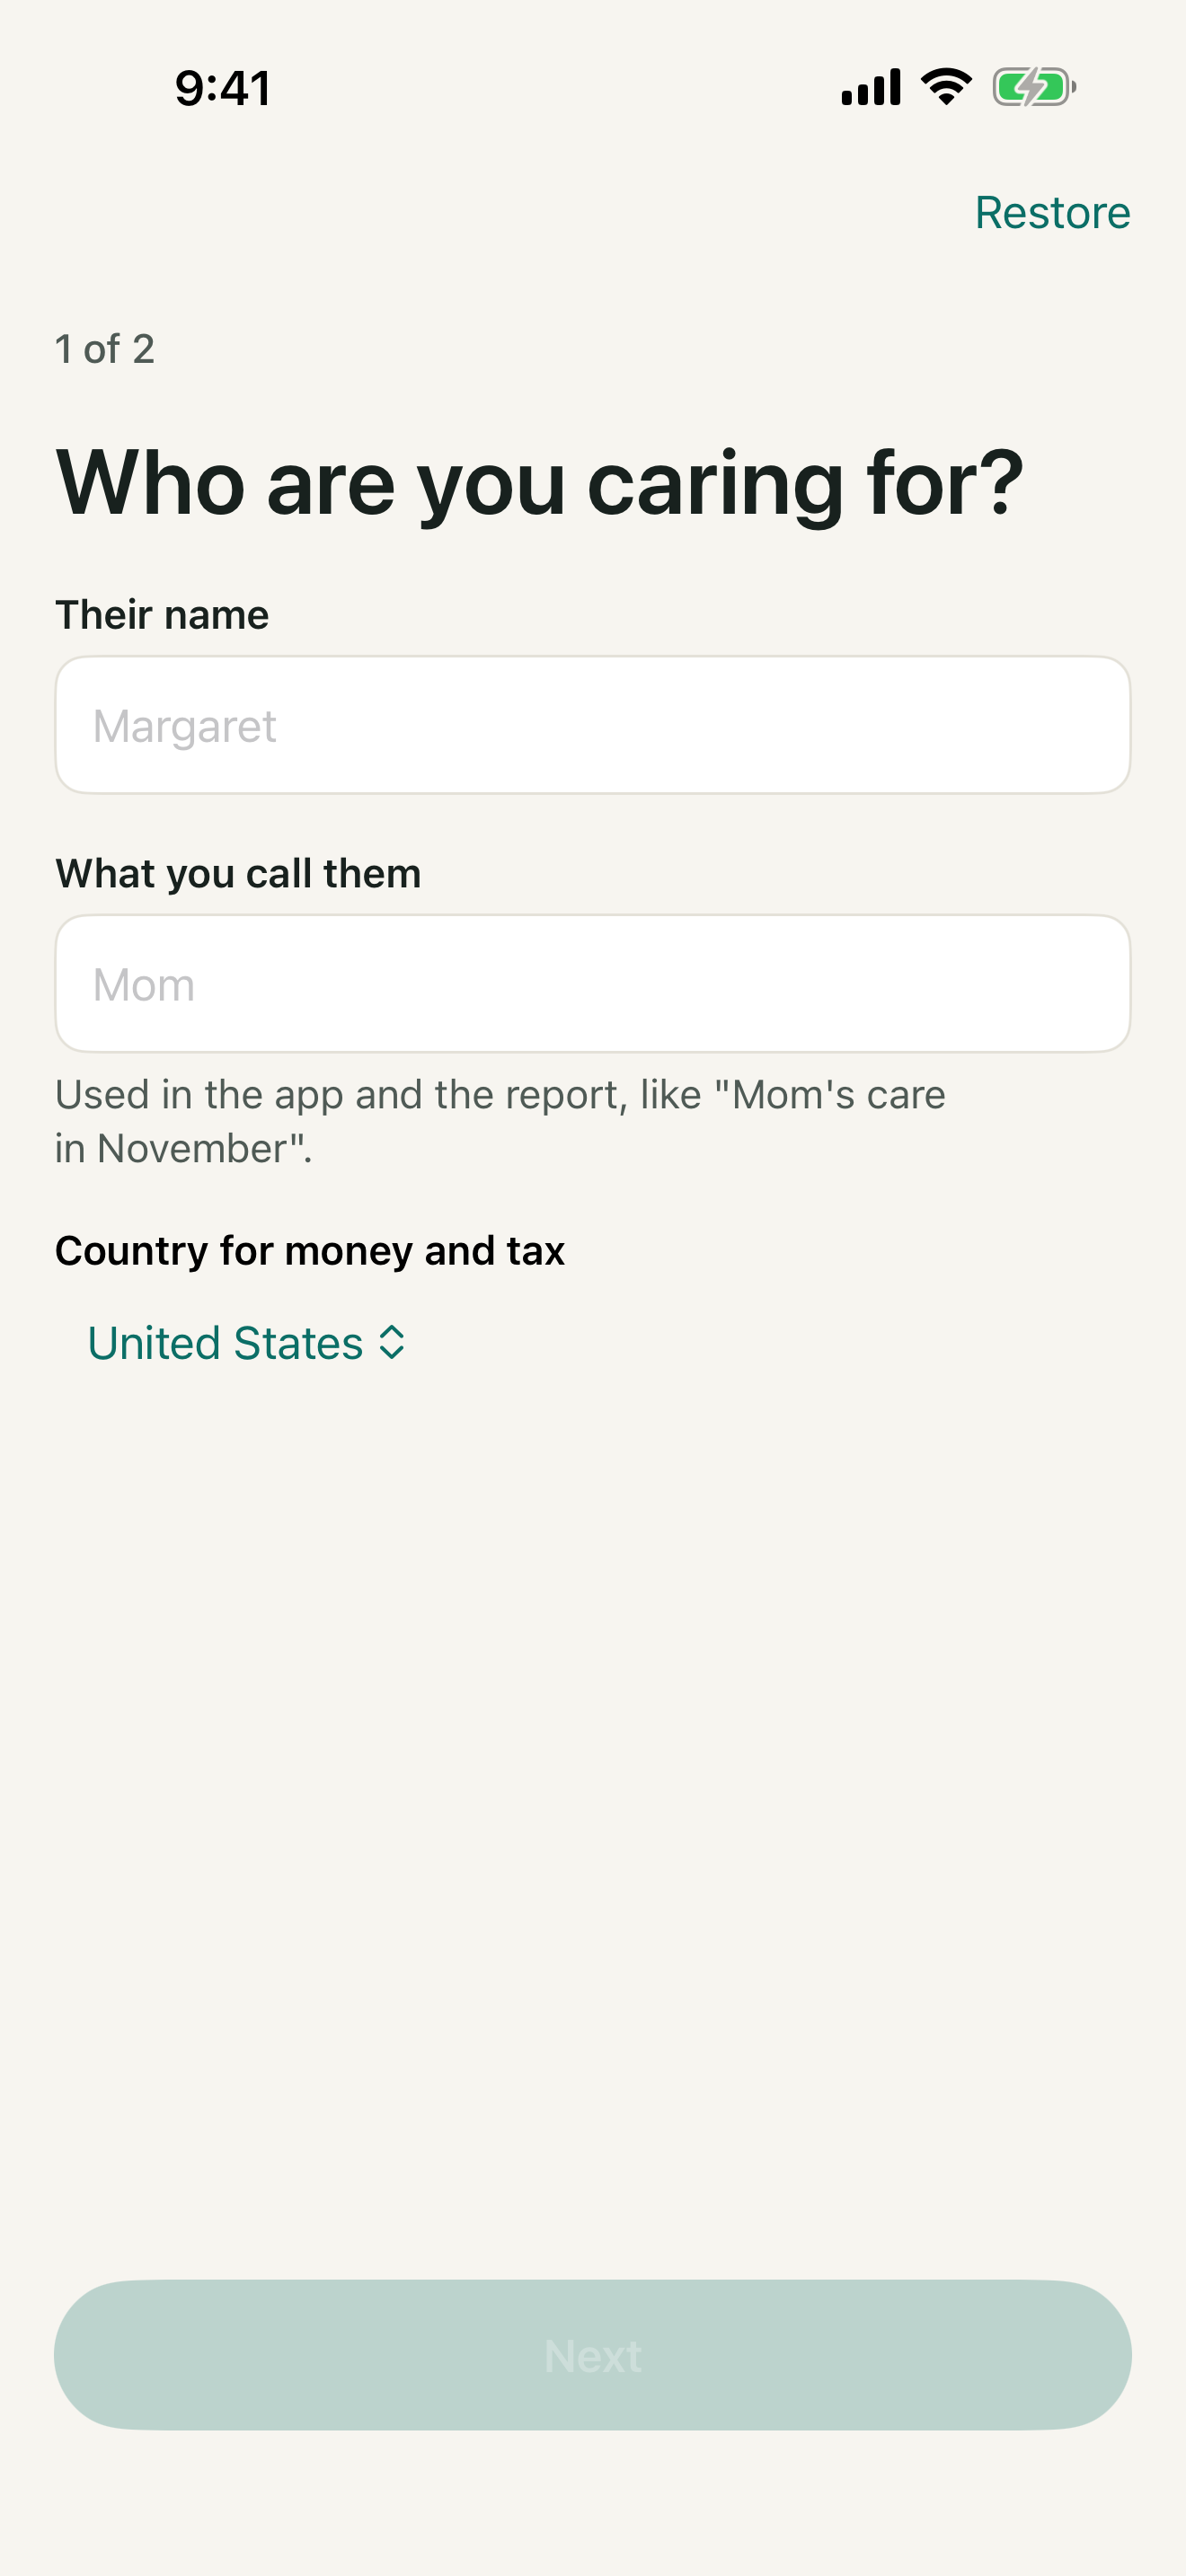 9:41
Restore
1 of 2
Who are you caring for?
Their name
Margaret
What you call them
Mom
Used in the app and the report, like "Mom's care
in November".
Country for money and tax
United States
Next